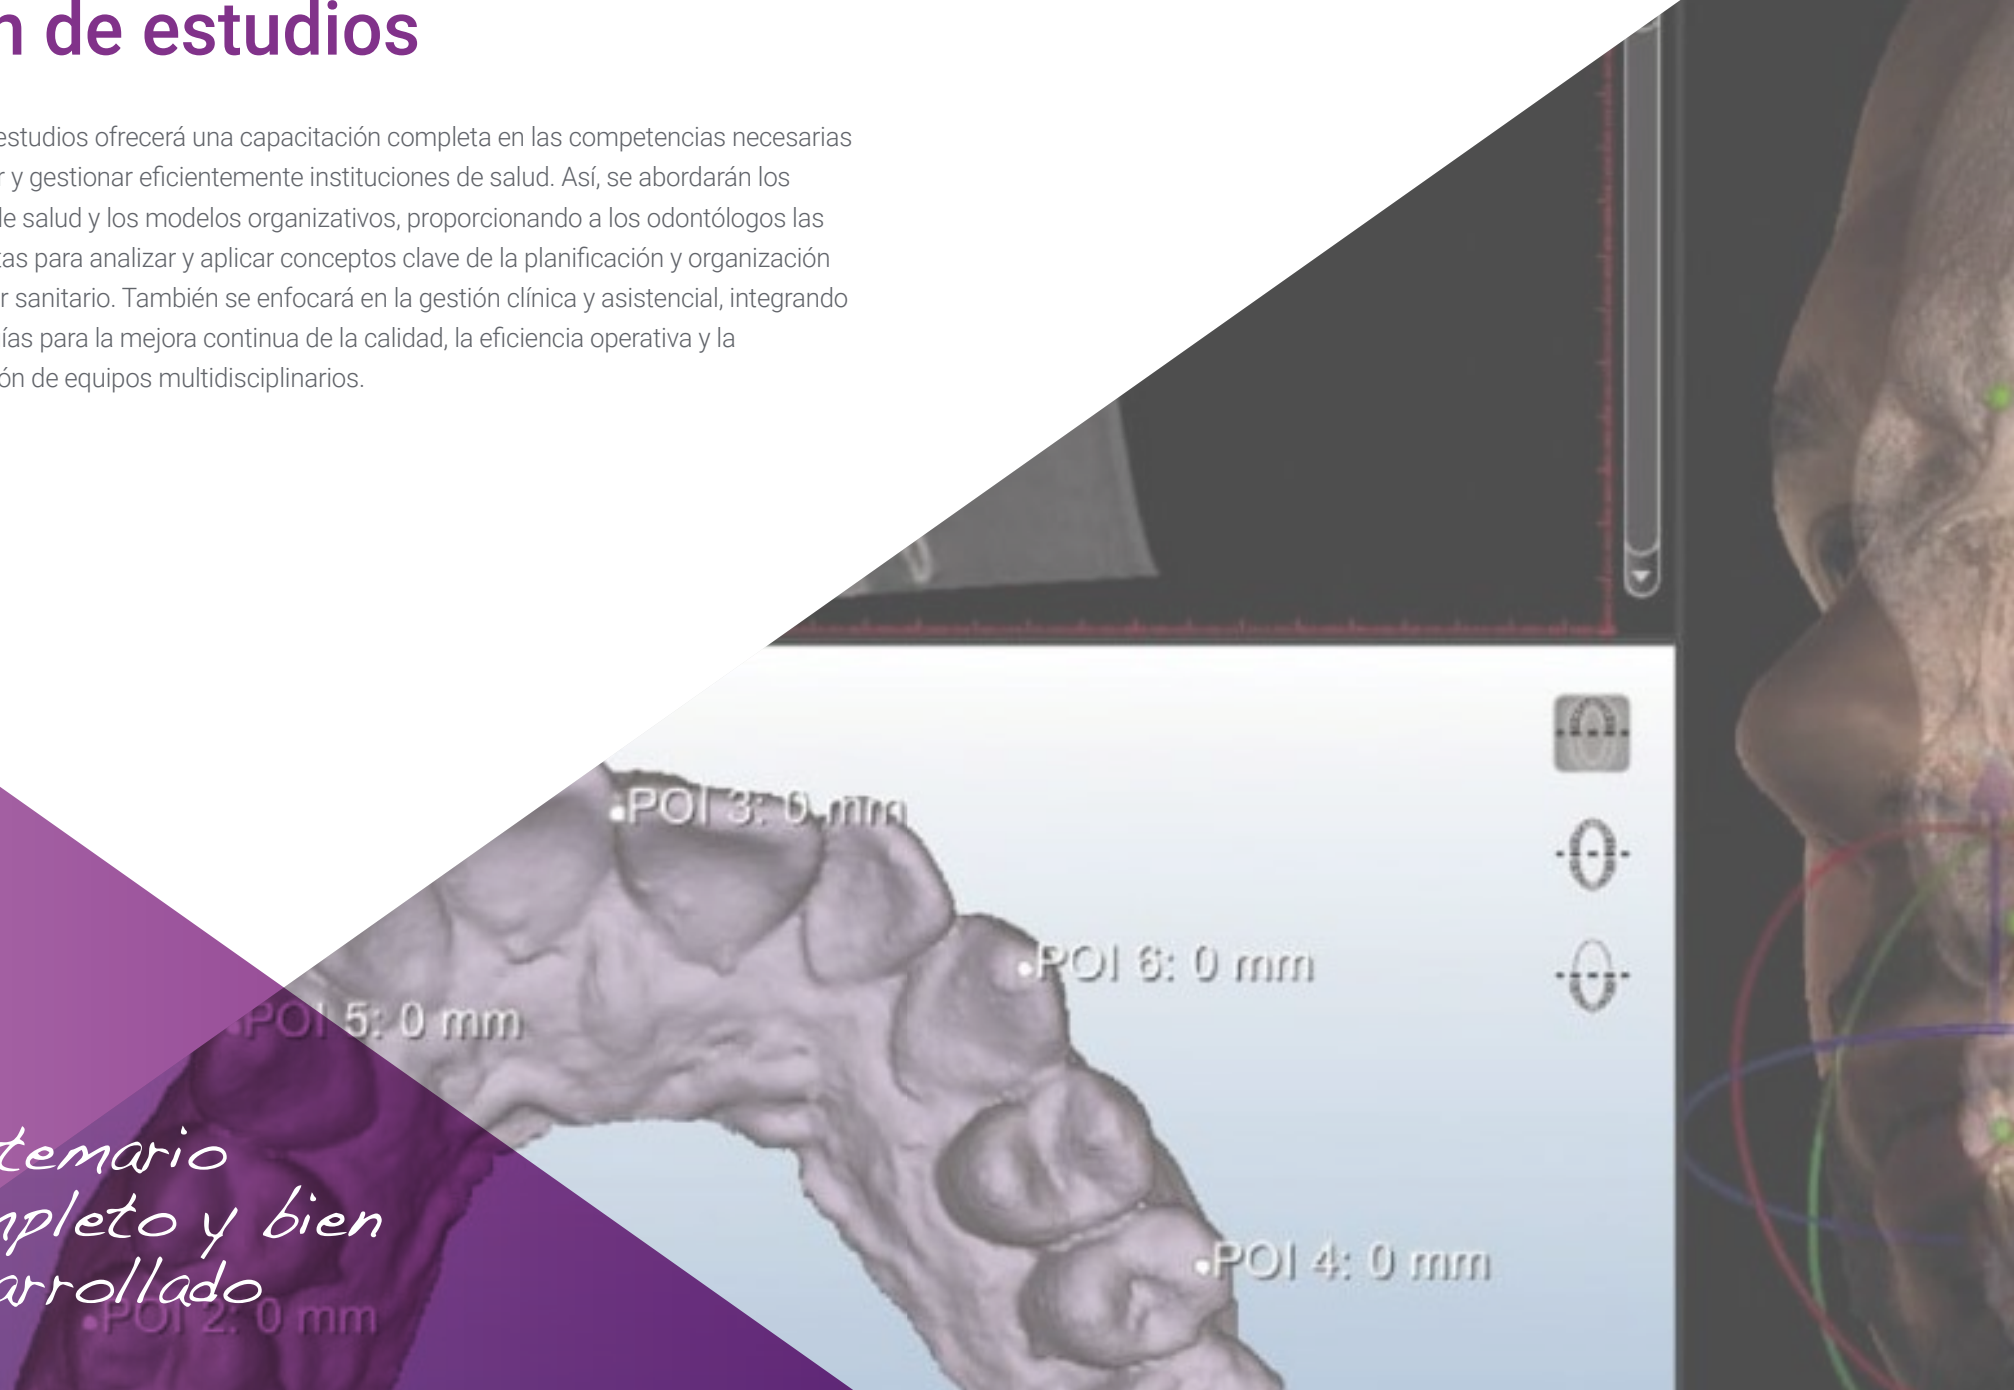 n de estudios
estudios ofrecerá una capacitación completa en las competencias necesarias
r y gestionar eficientemente instituciones de salud. Así, se abordarán los
de salud y los modelos organizativos, proporcionando a los odontólogos las
tas para analizar y aplicar conceptos clave de la planificación y organización
r sanitario. También se enfocará en la gestión clínica y asistencial, integrando
ías para la mejora continua de la calidad, la eficiencia operativa y la
ón de equipos multidisciplinarios.
POI 3: 0 mm
POI 6: 0 mm
POI 5: 0 mm
temario
mpleto y bien
arrollado
POI 4: 0 mm
POI 2: 0 mm